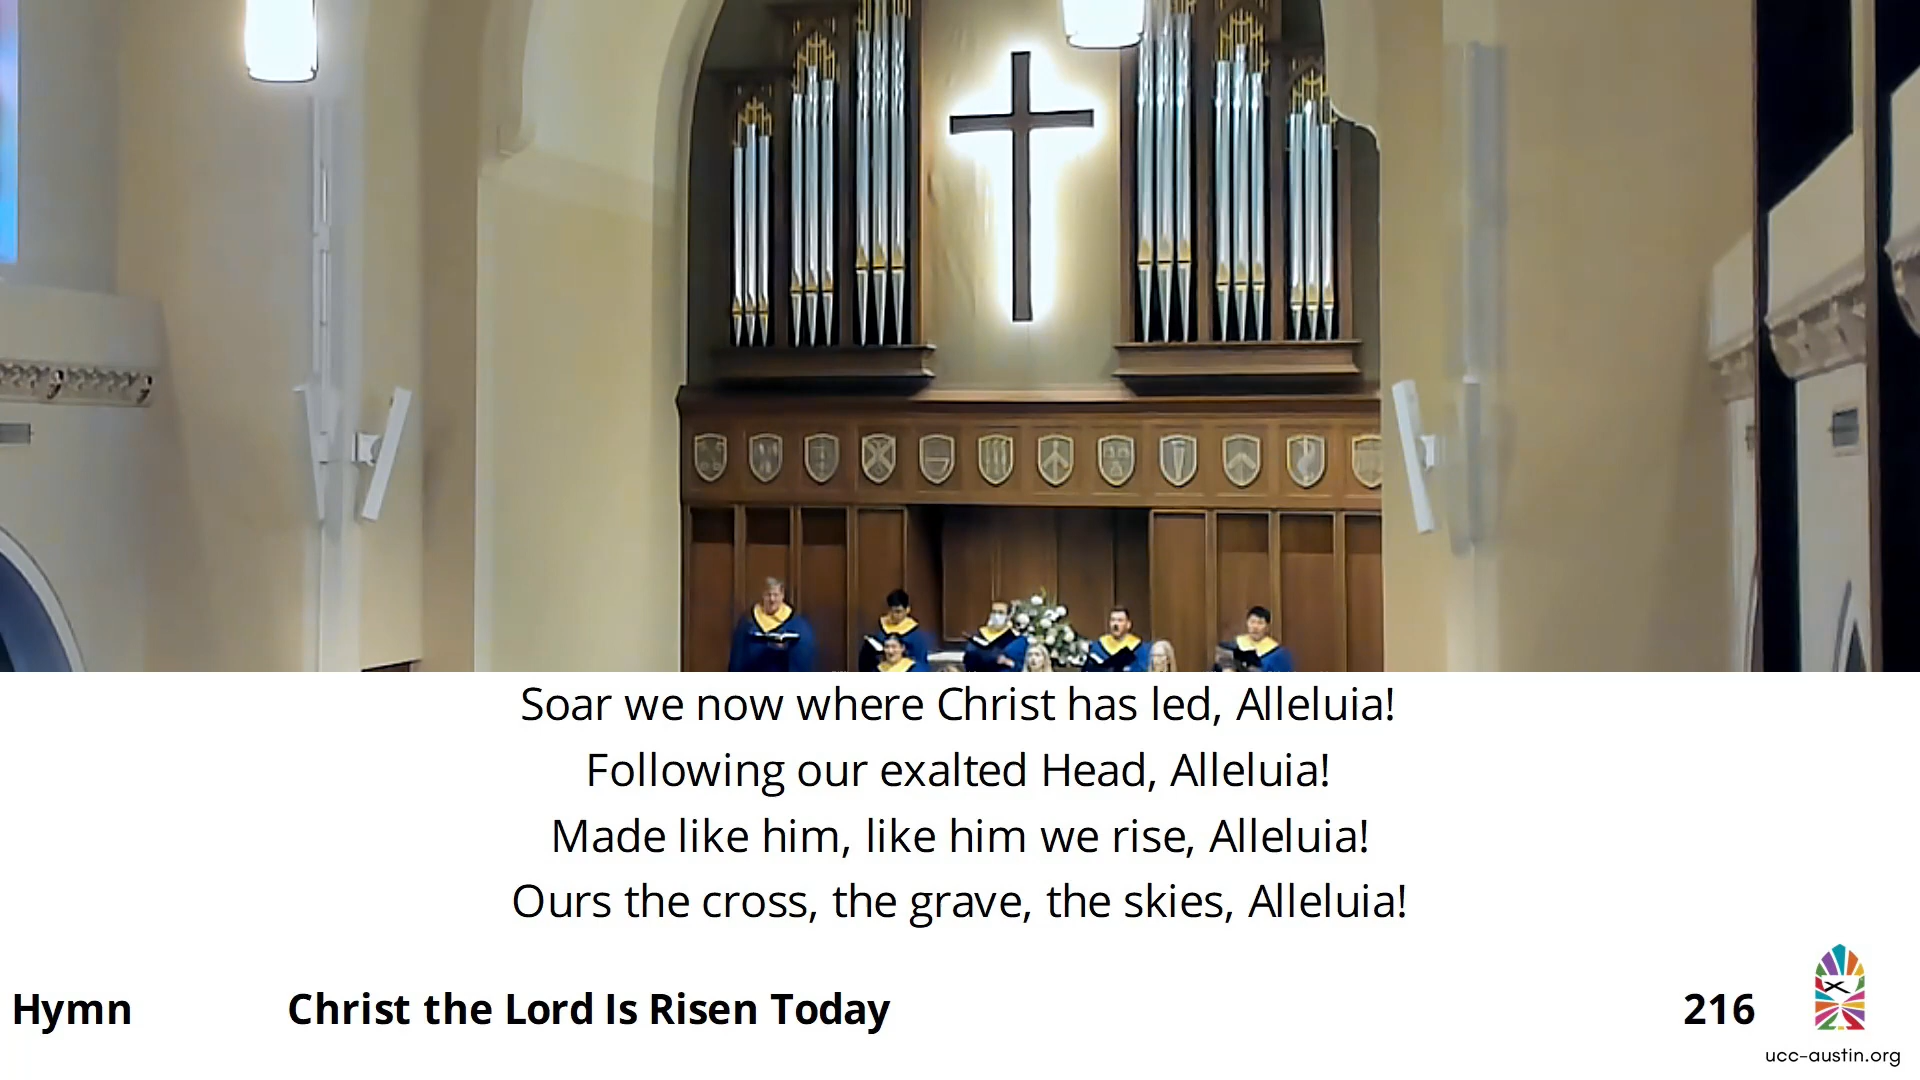 Soar we now where Christ has led, Alleluia!
Following our exalted Head, Alleluia!
Made like him, like him we rise, Alleluia!
Ours the cross, the grave, the skies, Alleluia!
Hymn Christ the Lord Is Risen Today 216
ucc-austin.org